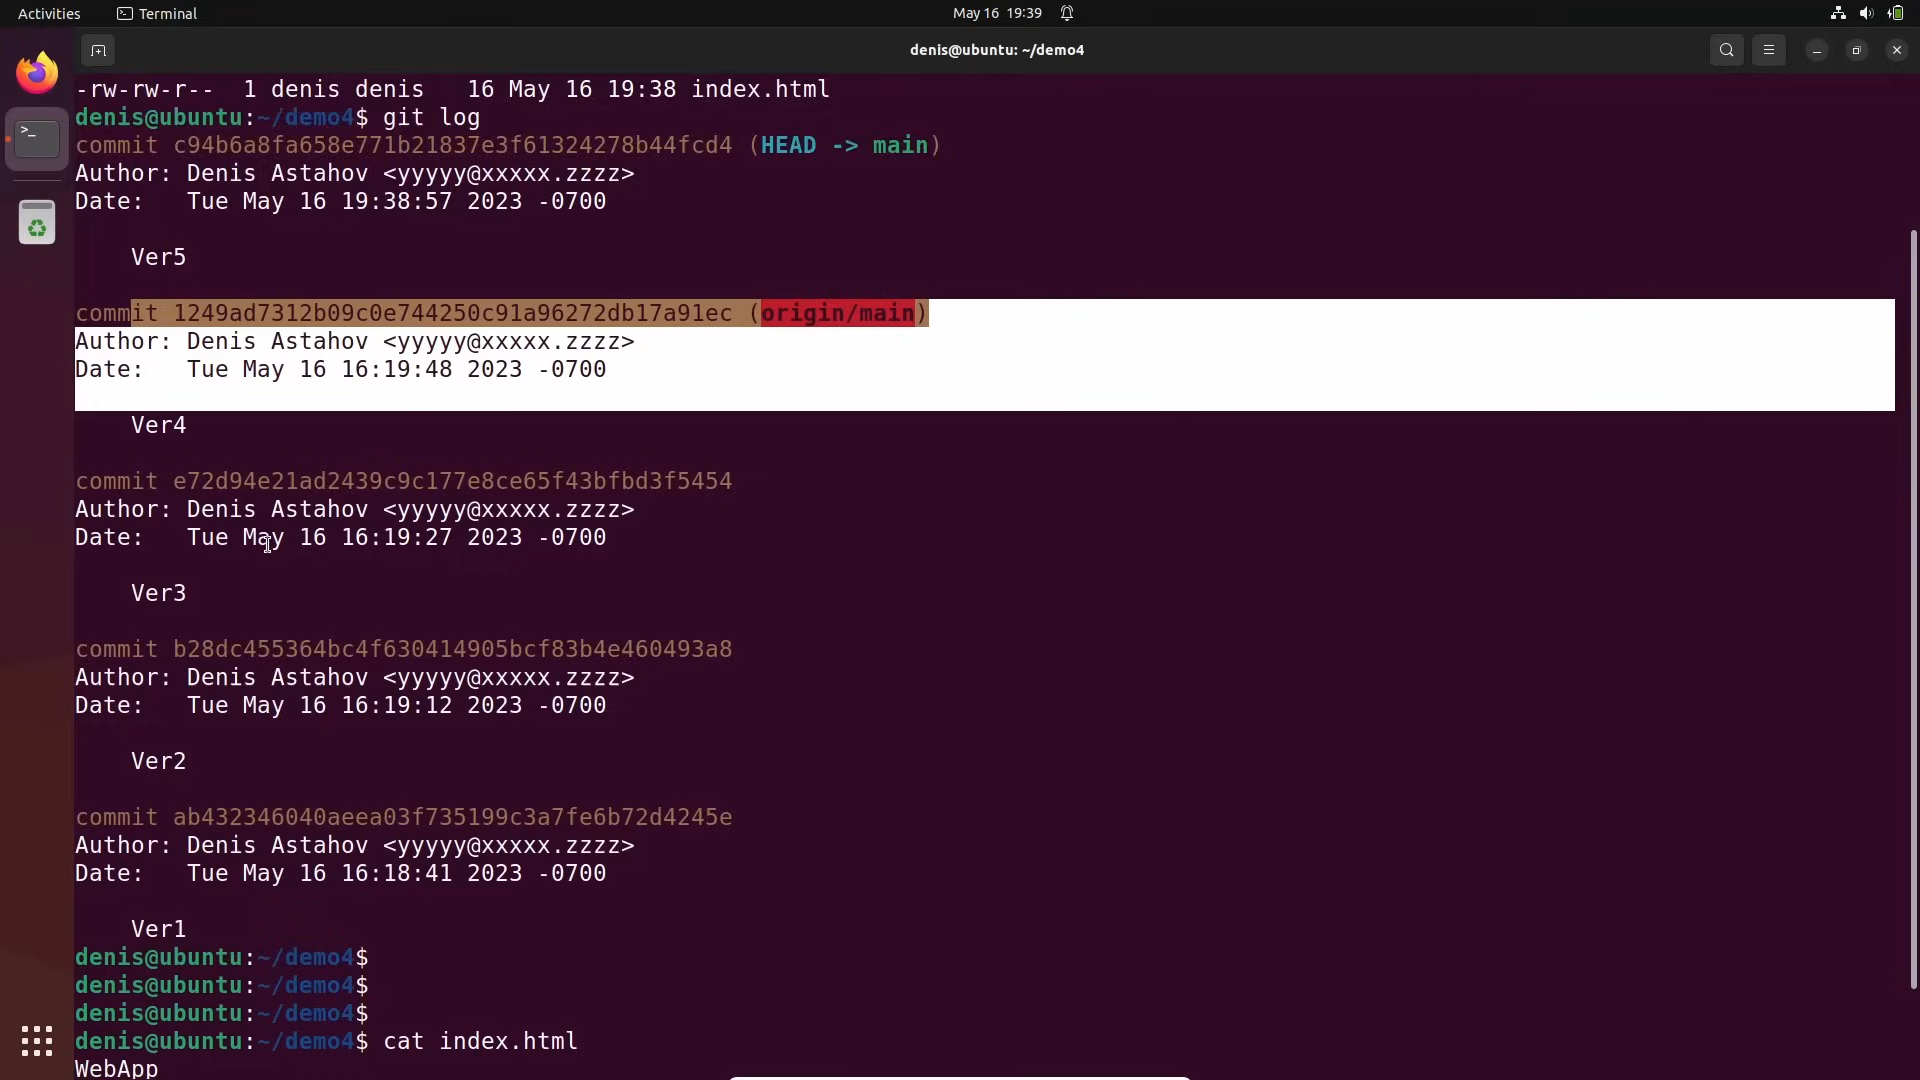 Activities
Terminal
May 16 19:39
denis@ubuntu: ~/demo4
-rw-rw-r-- 1 denis denis 16 May 16 19:38 index.html
denis@ubuntu:~/demo4$ git log
commit c94b6a8fa658e771b21837e3f61324278b44fcd4 (HEAD -> main)
Author: Denis Astahov <yyyyy@xxxxx.zzzz>
Date: Tue May 16 19:38:57 2023 -0700
Ver5
commit 1249ad7312b09c0e744250c91a96272db17a91ec (origin/main)
Author: Denis Astahov <yyyyy@xxxxx.zzzz>
Date: Tue May 16 16:19:48 2023 -0700
Ver4
commit e72d94e21ad2439c9c177e8ce65f43bfbd3f5454
Author: Denis Astahov <yyyyy@xxxxx.zzzz>
Date: Tue May 16 16:19:27 2023 -0700
Ver3
commit b28dc455364bc4f630414905bcf83b4e460493a8
Author: Denis Astahov <yyyyy@xxxxx.zzzz>
Date: Tue May 16 16:19:12 2023 -0700
Ver2
commit ab432346040aeea03f735199c3a7fe6b72d4245e
Author: Denis Astahov <yyyyy@xxxxx.zzzz>
Date: Tue May 16 16:18:41 2023 -0700
Ver1
denis@ubuntu:~/demo4$
denis@ubuntu:~/demo4$
denis@ubuntu:~/demo4$
denis@ubuntu:~/demo4$ cat index.html
WebApp